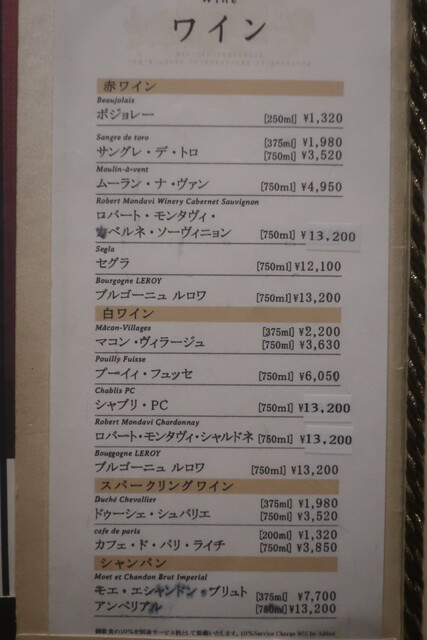 Wine
ワイン
赤ワイン
Beaujolais
ボジョレー [250ml] ¥1,320
Sangre de toro [375ml] ¥1,980
サングレ・デ・トロ [750ml] ¥3,520
Moulin-à-vent
ムーラン・ナ・ヴァン [750ml] ¥4,950
Robert Mondavi Winery Cabernet Sauvignon
ロバート・モンタヴィ・
カベルネ・ソーヴィニョン [750ml] ¥13,200
Segla
セグラ [750ml] ¥12,100
Bourgogne LEROY
ブルゴーニュ ルロワ [750ml] ¥13,200
白ワイン
Mâcon-Villages [375ml] ¥2,200
マコン・ヴィラージュ [750ml] ¥3,630
Pouilly Fuisse
プーイィ・フュッセ [750ml] ¥6,050
Chablis PC
シャブリ・PC [750ml] ¥13,200
Robert Mondavi Chardonnay
ロバート・モンタヴィ・シャルドネ [750ml] ¥13,200
Bouggogne LEROY
ブルゴーニュ ルロワ [750ml] ¥13,200
スパークリングワイン
Duché Chevallier [375ml] ¥1,980
ドゥーシェ・シュバリエ [750ml] ¥3,520
cafe de paris [200ml] ¥1,320
カフェ・ド・パリ・ライチ [750ml] ¥3,850
シャンパン
Moet et Chandon Brut Imperial
モエ・エシャンドン・ブリュト [375ml] ¥7,700
アンペリアル [750ml] ¥13,200
10%Service Charge